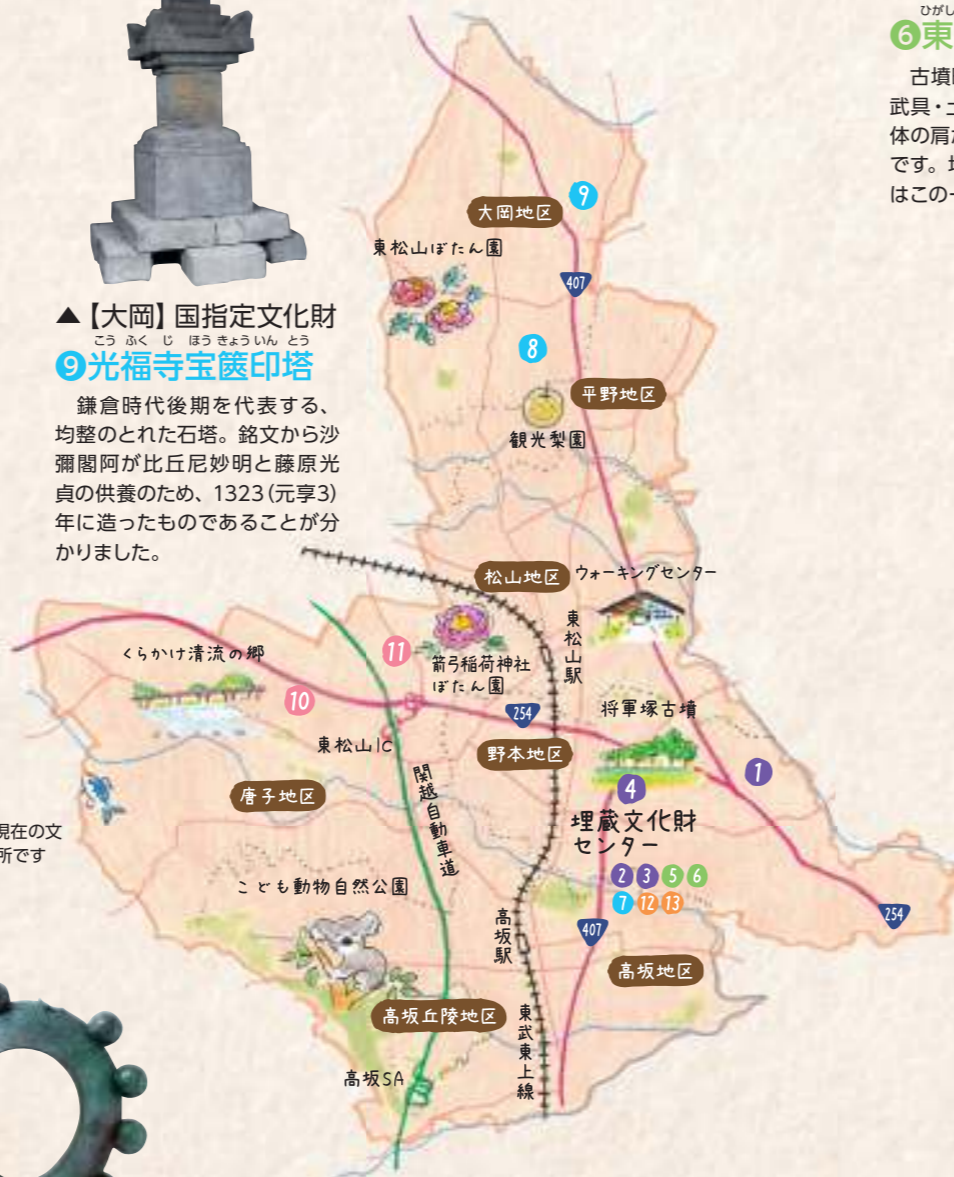 ▲【大岡】国指定文化財
こう ふく じ ほう きょう いん とう
❾光福寺宝篋印塔
鎌倉時代後期を代表する、
均整のとれた石塔。銘文から沙
彌閣阿が比丘尼妙明と藤原光
貞の供養のため、1323(元享3)
年に造ったものであることが分
かりました。
ひがし
❻東
古墳
武具・
体の肩
です。
はこの
大岡地区
9
東松山ぼたん園
407
8
平野地区
観光梨園
松山地区
ウォーキングセンター
東松山駅
くらかけ清流の郷
11
箭弓稲荷神社
ぼたん園
10
254
将軍塚古墳
東松山IC
野本地区
1
唐子地区
関越自動車道
4
埋蔵文化財
センター
2 3 5 6
7 12 13
現在の文
所です
こども動物自然公園
高坂駅
407
254
高坂地区
高坂丘陵地区
東武東上線
高坂SA